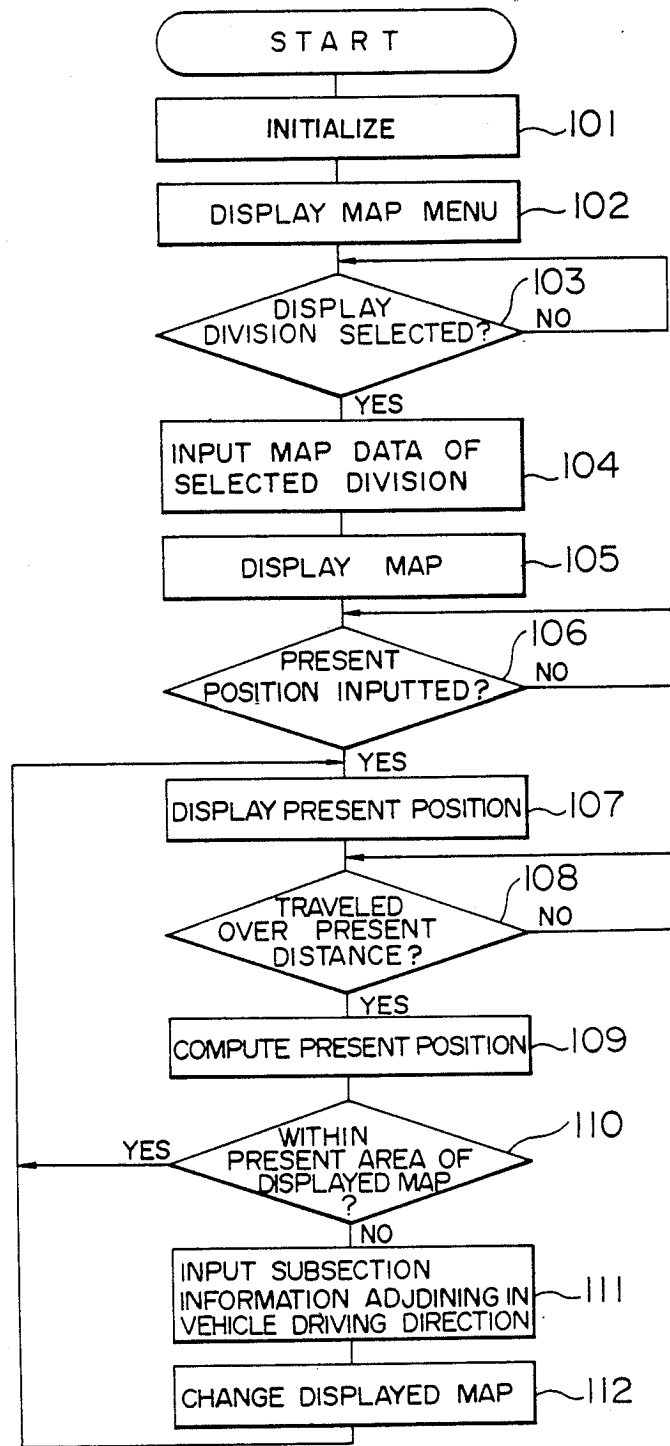 START
INITIALIZE
101
DISPLAY MAP MENU
102
DISPLAY
DIVISION SELECTED?
103
NO
YES
INPUT MAP DATA OF
SELECTED DIVISION
104
DISPLAY MAP
105
PRESENT
POSITION INPUTTED?
106
NO
YES
DISPLAY PRESENT POSITION
107
TRAVELED
OVER PRESENT
DISTANCE?
108
NO
YES
COMPUTE PRESENT POSITION
109
WITHIN
PRESENT AREA OF
DISPLAYED MAP
?
110
YES
NO
INPUT SUBSECTION
INFORMATION ADJDINING IN
VEHICLE DRIVING DIRECTION
111
CHANGE DISPLAYED MAP
112